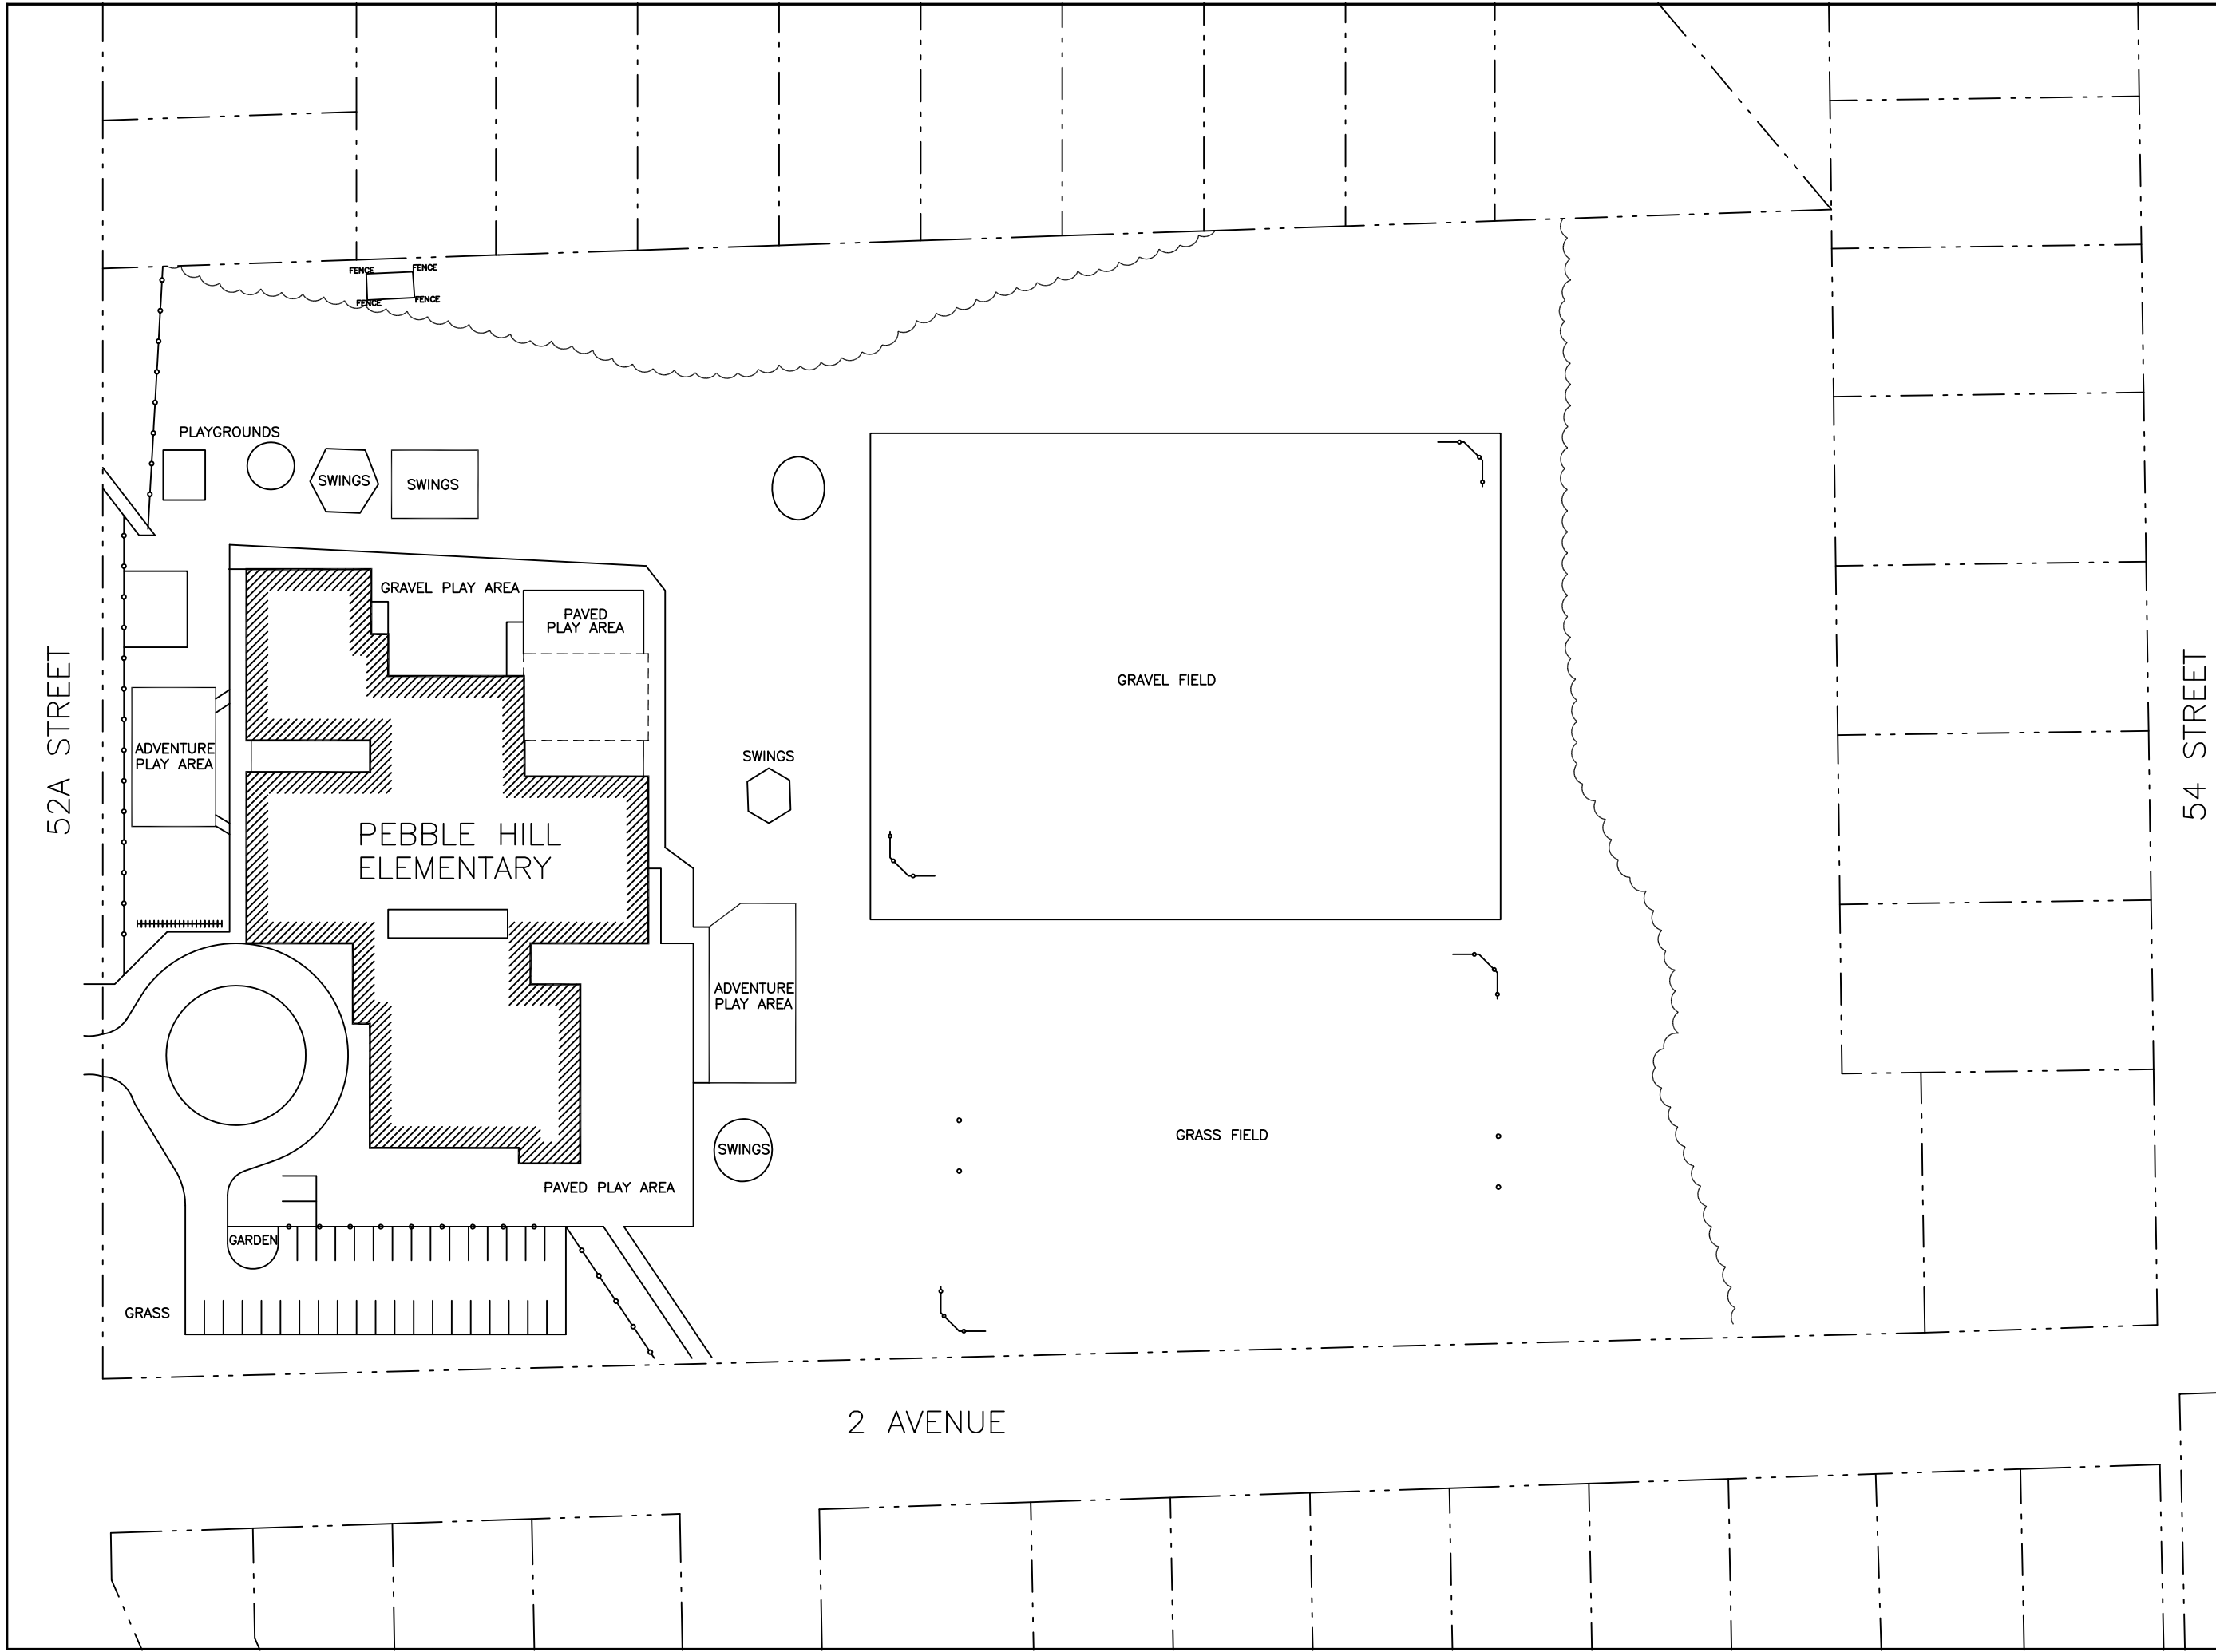 FENCE
FENCE
FENCE
FENCE
PLAYGROUNDS
SWINGS
SWINGS
GRAVEL PLAY AREA
PAVED
PLAY AREA
52A STREET
54 STREET
GRAVEL FIELD
ADVENTURE
PLAY AREA
SWINGS
PEBBLE HILL
ELEMENTARY
ADVENTURE
PLAY AREA
GRASS FIELD
SWINGS
PAVED PLAY AREA
GARDEN
GRASS
2 AVENUE